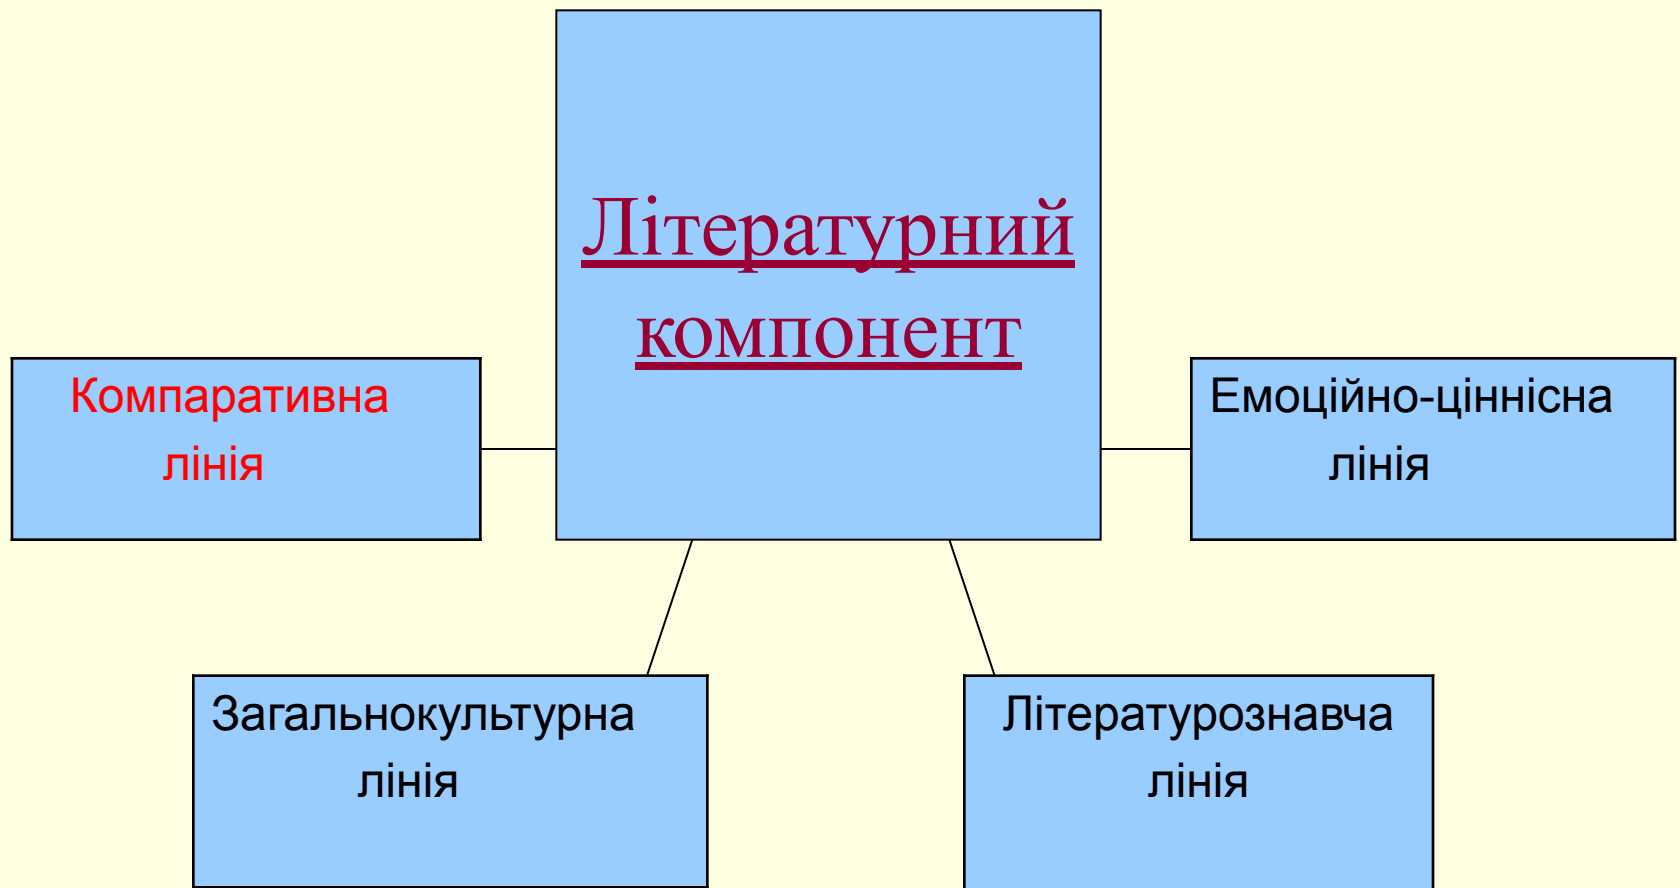 Літературний
компонент
Компаративна
лінія
Емоційно-ціннісна
лінія
Загальнокультурна
лінія
Літературознавча
лінія